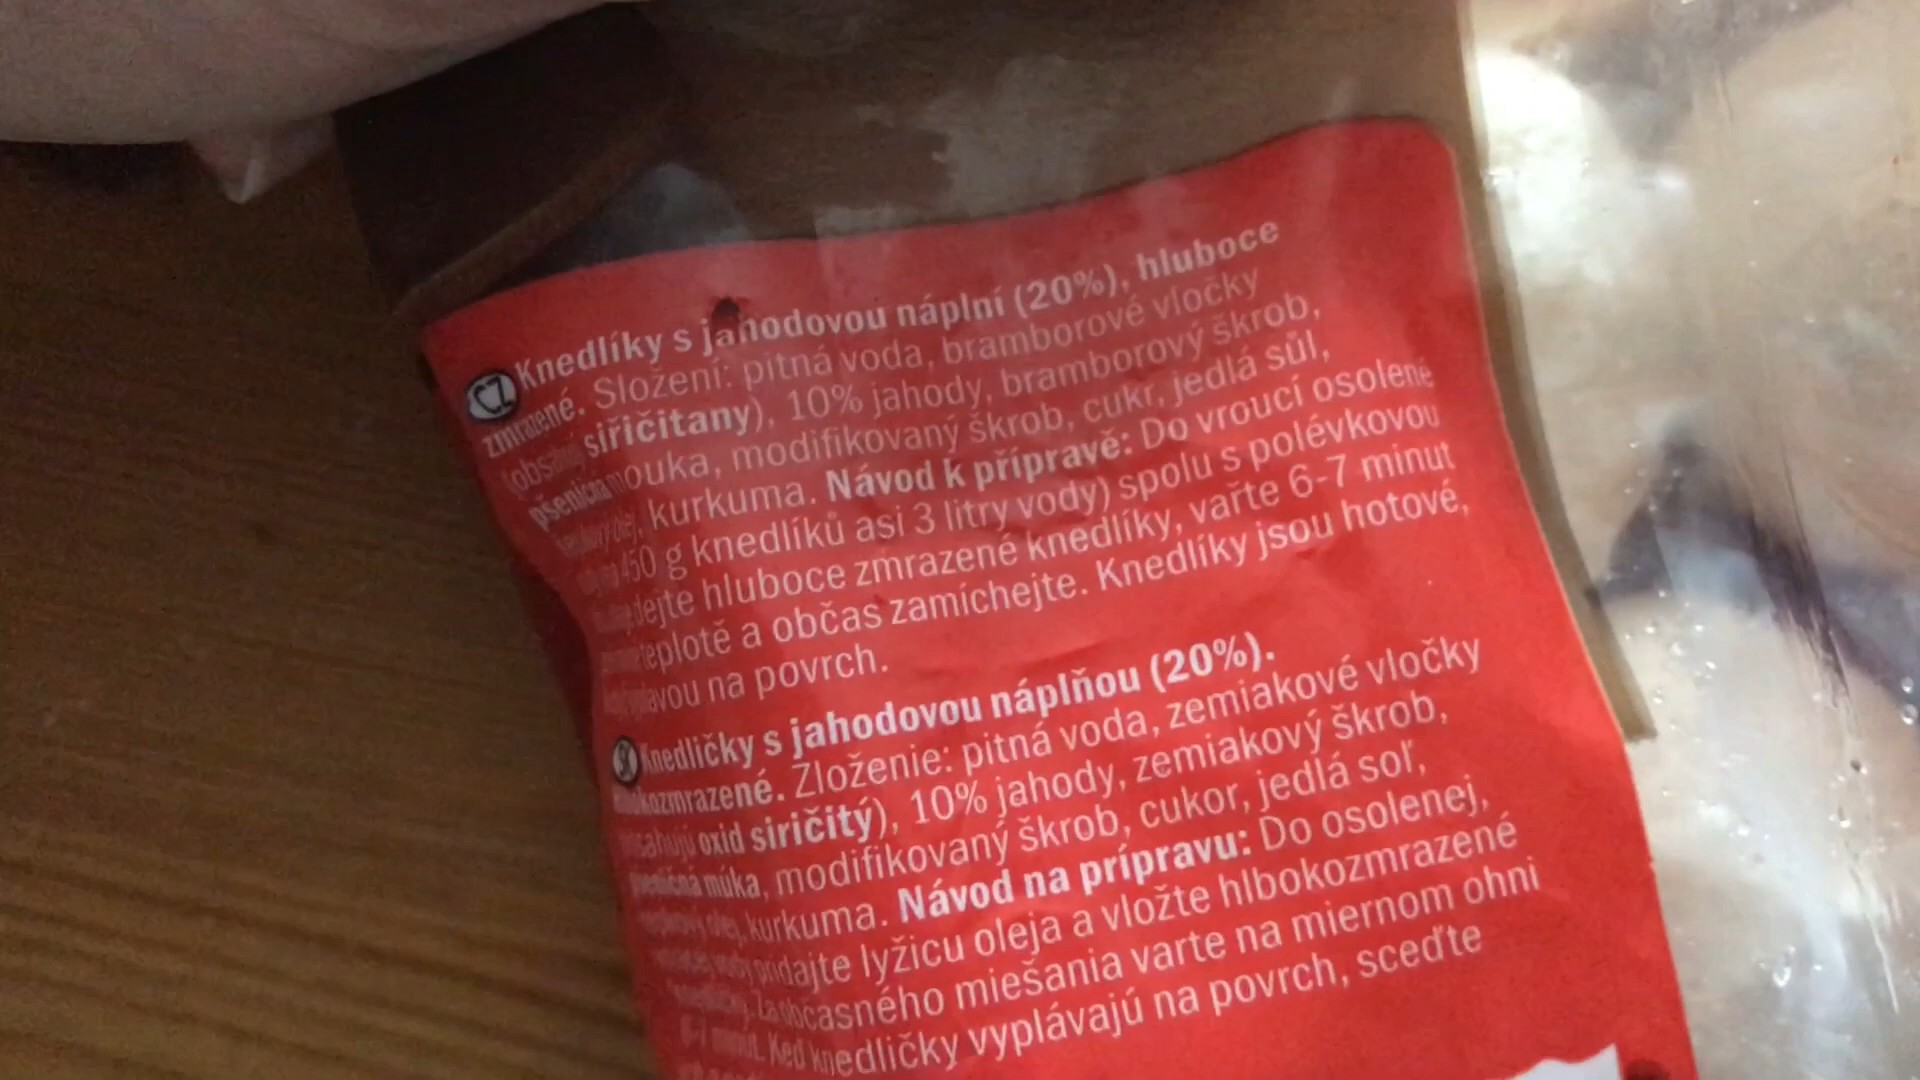 CZ Knedlíky s jahodovou náplní (20%), hluboce
zmrazené. Složení: pitná voda, bramborové vločky
siřičitany), 10% jahody, bramborový škrob,
pšeničná mouka, modifikovaný škrob, cukr, jedlá sůl,
kurkuma. Návod k přípravě: Do vroucí osolené
450 g knedlíků asi 3 litry vody) spolu s polévkovou
hluboce zmrazené knedlíky, vařte 6-7 minut
a občas zamíchejte. Knedlíky jsou hotové,
na povrch.
SK Knedličky s jahodovou náplňou (20%).
Zloženie: pitná voda, zemiakové vločky
oxid siričitý), 10% jahody, zemiakový škrob,
múka, modifikovaný škrob, cukor, jedlá soľ,
kurkuma. Návod na prípravu: Do osolenej,
pridajte lyžicu oleja a vložte hlbokozmrazené
Za občasného miešania varte na miernom ohni
Keď knedličky vyplávajú na povrch, sceďte